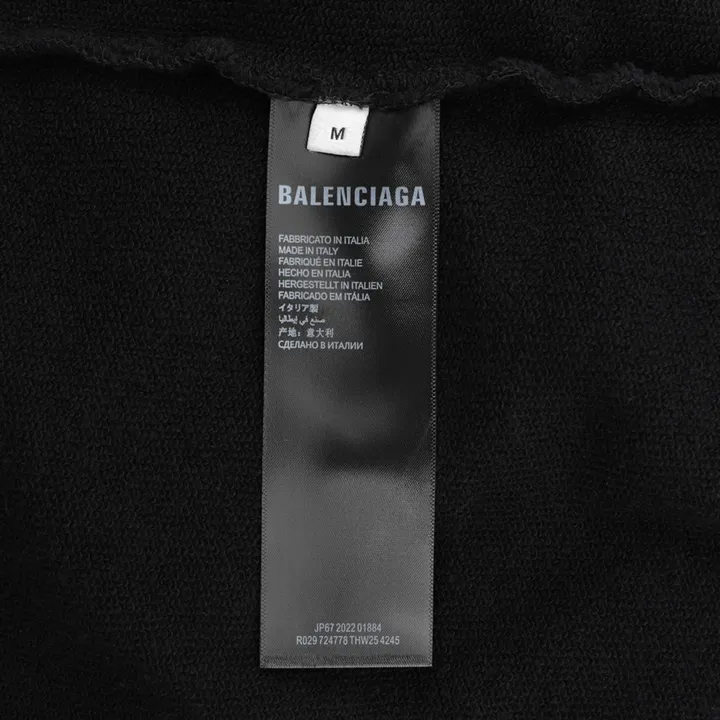 M
BALENCIAGA
FABBRICATO IN ITALIA
MADE IN ITALY
FABRIQUÉ EN ITALIE
HECHO EN ITALIA
HERGESTELLT IN ITALIEN
FABRICADO EM ITÁLIA
イタリア製
صنع في إيطاليا
产地：意大利
СДЕЛАНО В ИТАЛИИ
JP67 2022 01884
R029 724778 THW25 4245